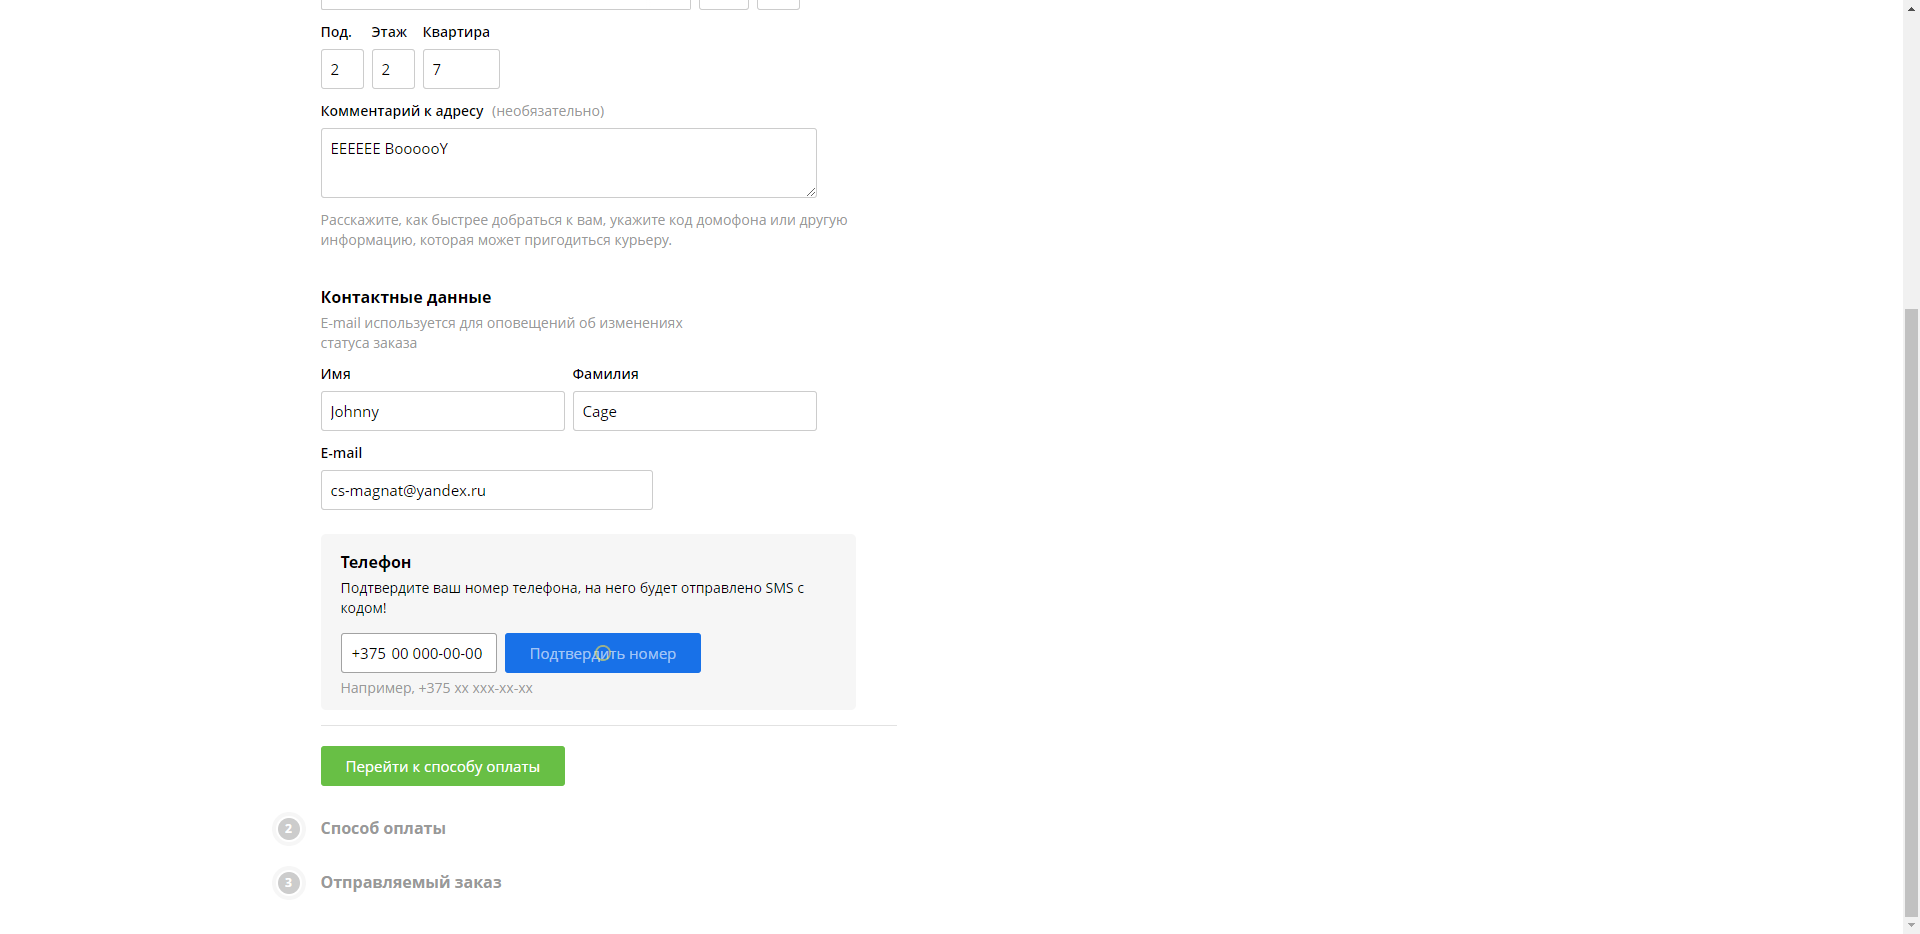 Под. Этаж Квартира
2 2 7
Комментарий к адресу (необязательно)
EEEEEE BoooooY
Расскажите, как быстрее добраться к вам, укажите код домофона или другую
информацию, которая может пригодиться курьеру.
Контактные данные
E-mail используется для оповещений об изменениях
статуса заказа
Имя Фамилия
Johnny Cage
E-mail
cs-magnat@yandex.ru
Телефон
Подтвердите ваш номер телефона, на него будет отправлено SMS с
кодом!
+375 00 000-00-00 Подтвердить номер
Например, +375 xx xxx-xx-xx
Перейти к способу оплаты
2 Способ оплаты
3 Отправляемый заказ